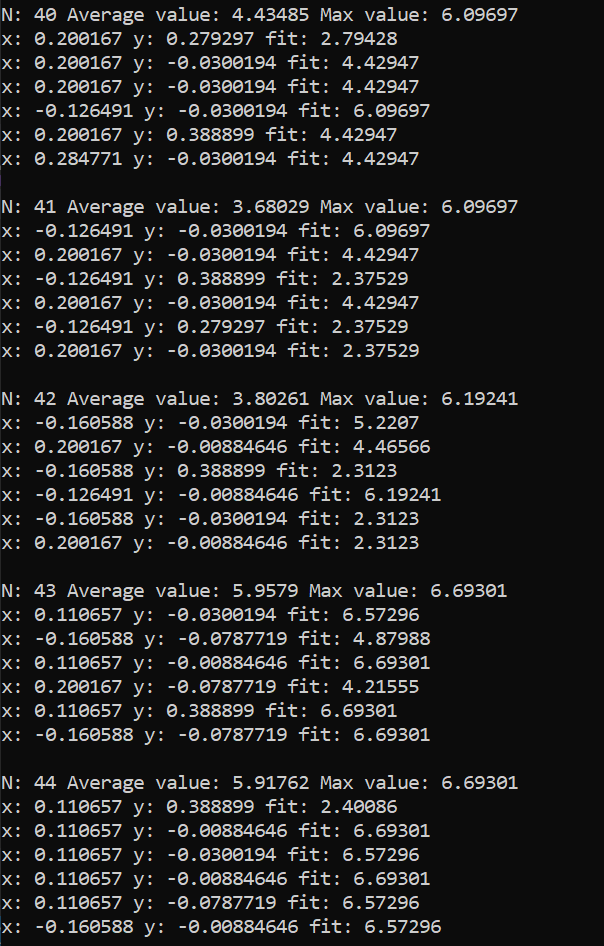 N: 40 Average value: 4.43485 Max value: 6.09697
x: 0.200167 y: 0.279297 fit: 2.79428
x: 0.200167 y: -0.0300194 fit: 4.42947
x: 0.200167 y: -0.0300194 fit: 4.42947
x: -0.126491 y: -0.0300194 fit: 6.09697
x: 0.200167 y: 0.388899 fit: 4.42947
x: 0.284771 y: -0.0300194 fit: 4.42947
N: 41 Average value: 3.68029 Max value: 6.09697
x: -0.126491 y: -0.0300194 fit: 6.09697
x: 0.200167 y: -0.0300194 fit: 4.42947
x: -0.126491 y: 0.388899 fit: 2.37529
x: 0.200167 y: -0.0300194 fit: 4.42947
x: -0.126491 y: 0.279297 fit: 2.37529
x: 0.200167 y: -0.0300194 fit: 2.37529
N: 42 Average value: 3.80261 Max value: 6.19241
x: -0.160588 y: -0.0300194 fit: 5.2207
x: 0.200167 y: -0.00884646 fit: 4.46566
x: -0.160588 y: 0.388899 fit: 2.3123
x: -0.126491 y: -0.00884646 fit: 6.19241
x: -0.160588 y: -0.0300194 fit: 2.3123
x: 0.200167 y: -0.00884646 fit: 2.3123
N: 43 Average value: 5.9579 Max value: 6.69301
x: 0.110657 y: -0.0300194 fit: 6.57296
x: -0.160588 y: -0.0787719 fit: 4.87988
x: 0.110657 y: -0.00884646 fit: 6.69301
x: 0.200167 y: -0.0787719 fit: 4.21555
x: 0.110657 y: 0.388899 fit: 6.69301
x: -0.160588 y: -0.0787719 fit: 6.69301
N: 44 Average value: 5.91762 Max value: 6.69301
x: 0.110657 y: 0.388899 fit: 2.40086
x: 0.110657 y: -0.00884646 fit: 6.69301
x: 0.110657 y: -0.0300194 fit: 6.57296
x: 0.110657 y: -0.00884646 fit: 6.69301
x: 0.110657 y: -0.0787719 fit: 6.57296
x: -0.160588 y: -0.00884646 fit: 6.57296